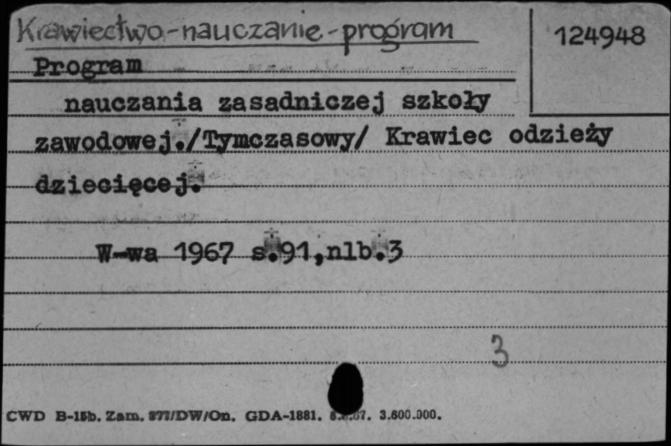 Krawiectwo-nauczanie-program
124948
Program
nauczania zasadniczej szkoły
zawodowej./Tymczasowy/ Krawiec odzieży
dziecięcej.
W-wa 1967 s.91,nlb.3
3
CWD B-15b. Zam. 877/DW/On. GDA-1881. 3.600.000.